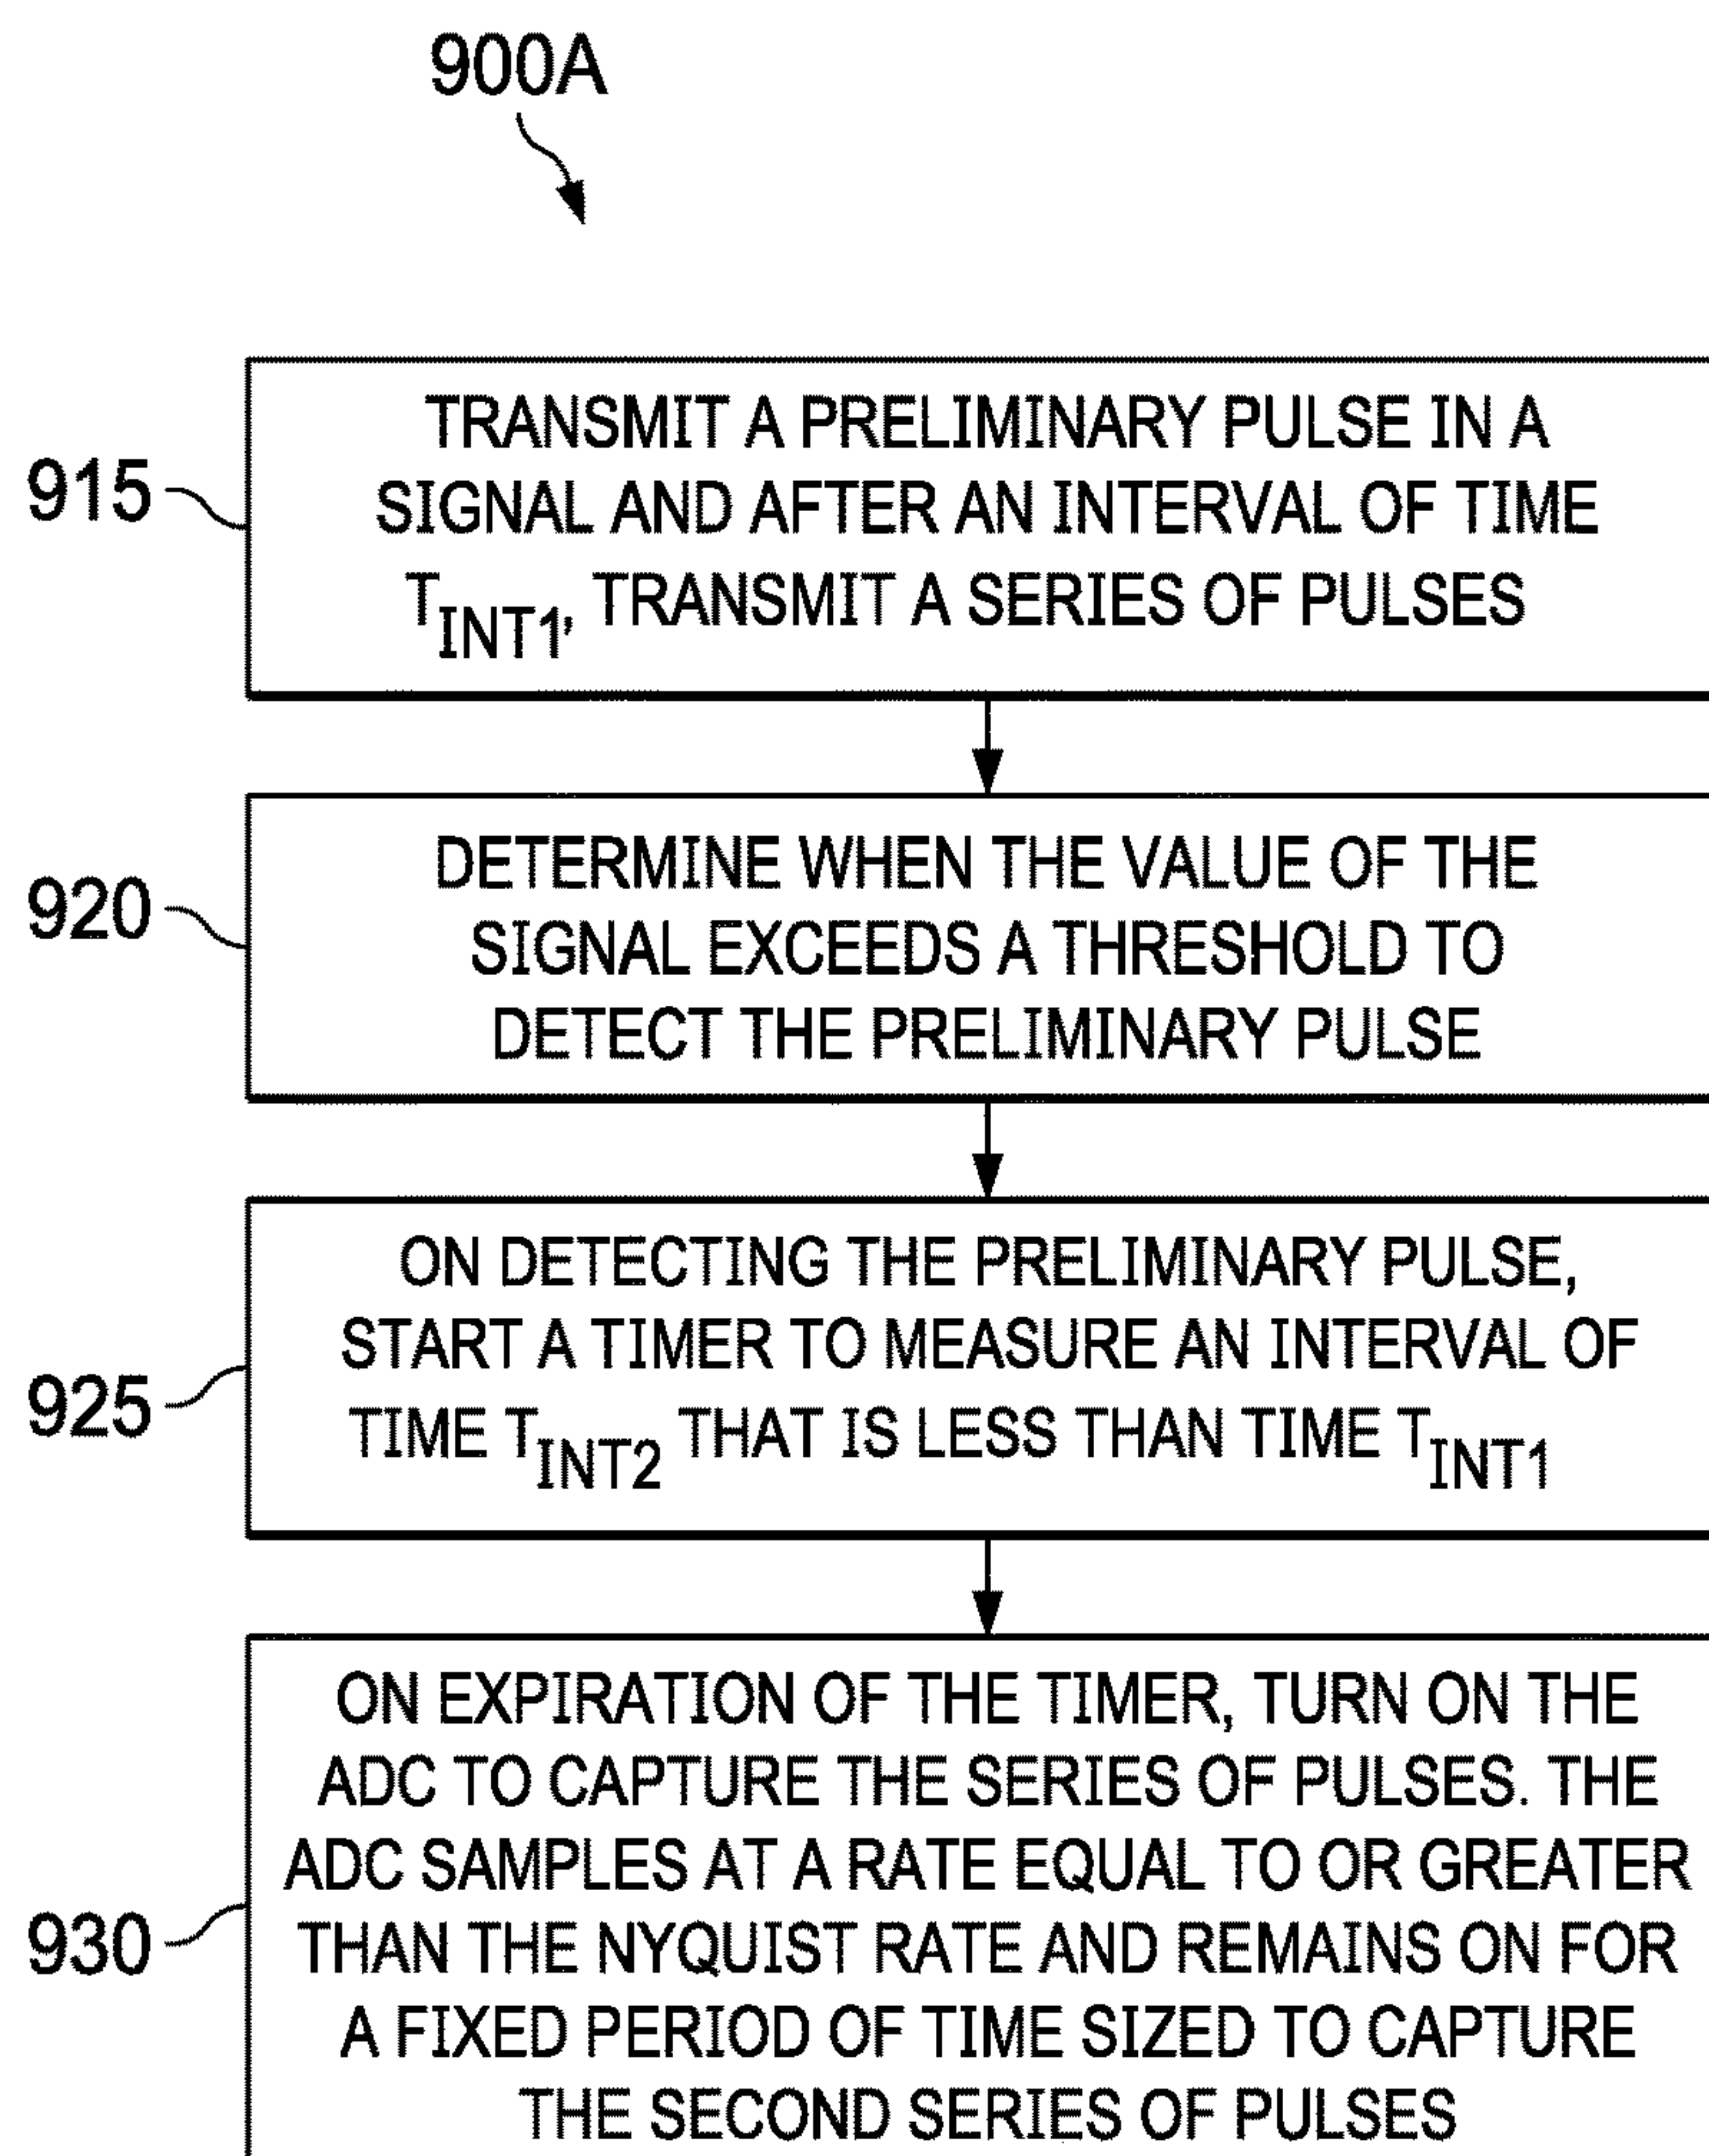 900A
915
TRANSMIT A PRELIMINARY PULSE IN A
SIGNAL AND AFTER AN INTERVAL OF TIME
TINT1, TRANSMIT A SERIES OF PULSES
920
DETERMINE WHEN THE VALUE OF THE
SIGNAL EXCEEDS A THRESHOLD TO
DETECT THE PRELIMINARY PULSE
925
ON DETECTING THE PRELIMINARY PULSE,
START A TIMER TO MEASURE AN INTERVAL OF
TIME TINT2 THAT IS LESS THAN TIME TINT1
930
ON EXPIRATION OF THE TIMER, TURN ON THE
ADC TO CAPTURE THE SERIES OF PULSES. THE
ADC SAMPLES AT A RATE EQUAL TO OR GREATER
THAN THE NYQUIST RATE AND REMAINS ON FOR
A FIXED PERIOD OF TIME SIZED TO CAPTURE
THE SECOND SERIES OF PULSES